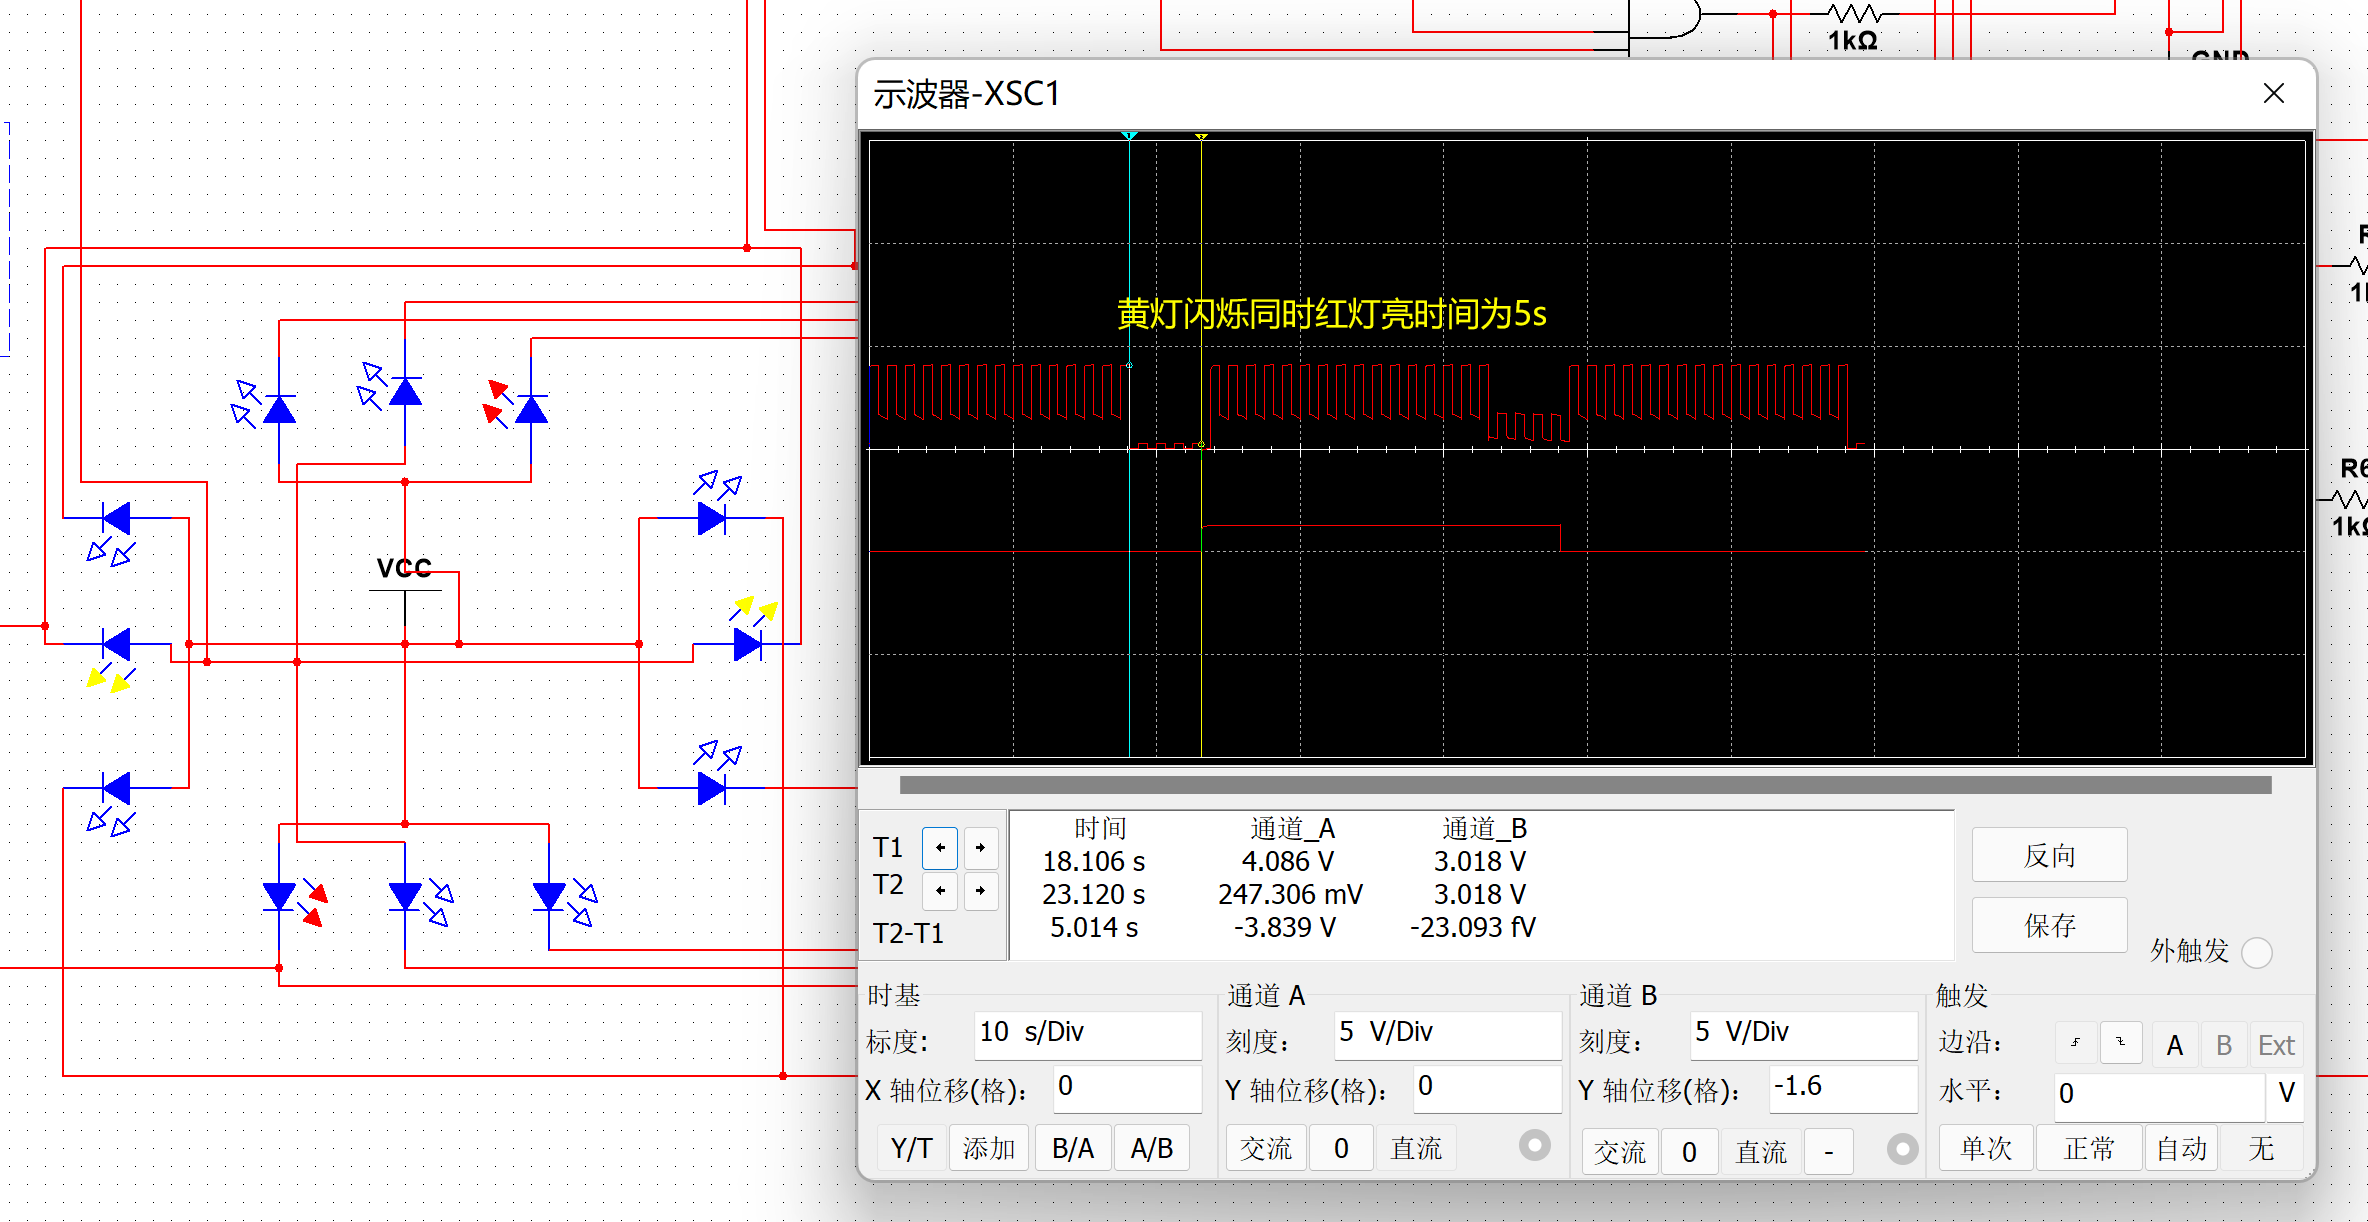 1kΩ
GND
示波器-XSC1
黄灯闪烁同时红灯亮时间为5s
VCC
R6
1kΩ
T1
T2
T2-T1
时间 通道_A 通道_B
18.106 s 4.086 V 3.018 V
23.120 s 247.306 mV 3.018 V
5.014 s -3.839 V -23.093 fV
反向
保存
外触发
时基
标度: 10 s/Div
X 轴位移(格): 0
Y/T 添加 B/A A/B
通道 A
刻度: 5 V/Div
Y 轴位移(格): 0
交流 0 直流
通道 B
刻度: 5 V/Div
Y 轴位移(格): -1.6
交流 0 直流 -
触发
边沿: A B Ext
水平: 0 V
单次 正常 自动 无